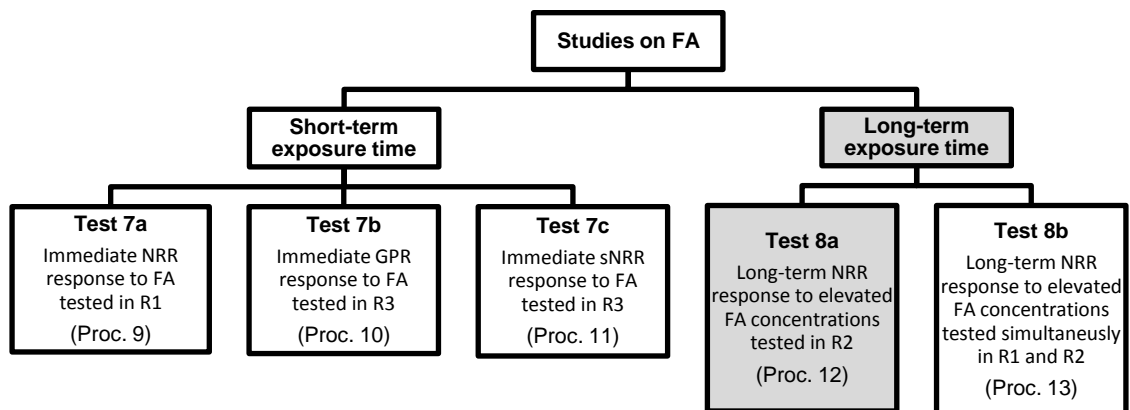 Studies on FA
Short-term
exposure time
Long-term
exposure time
Test 7a
Immediate NRR
response to FA
tested in R1
(Proc. 9)
Test 7b
Immediate GPR
response to FA
tested in R3
(Proc. 10)
Test 7c
Immediate sNRR
response to FA
tested in R3
(Proc. 11)
Test 8a
Long-term NRR
response to elevated
FA concentrations
tested in R2
(Proc. 12)
Test 8b
Long-term NRR
response to elevated
FA concentrations
tested simultaneusly
in R1 and R2
(Proc. 13)